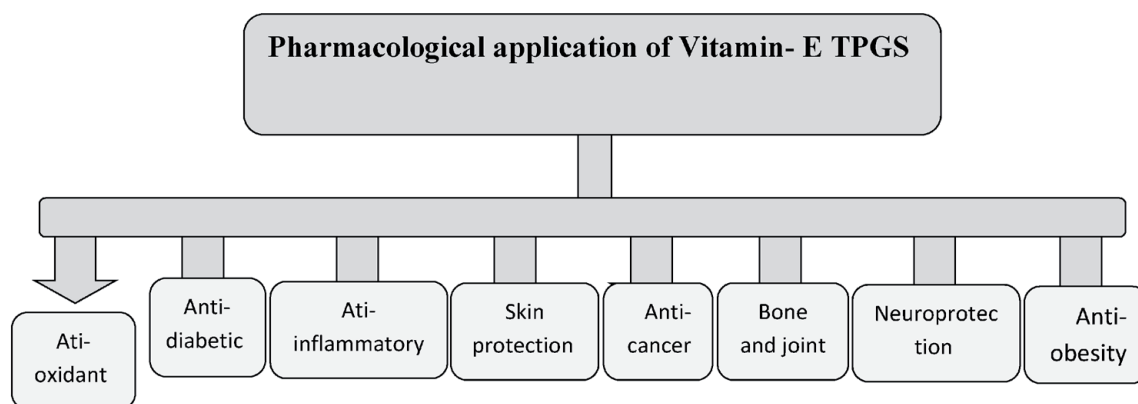 Pharmacological application of Vitamin- E TPGS
Ati-
oxidant
Anti-
diabetic
Ati-
inflammatory
Skin
protection
Anti-
cancer
Bone
and joint
Neuroprotec
tion
Anti-
obesity